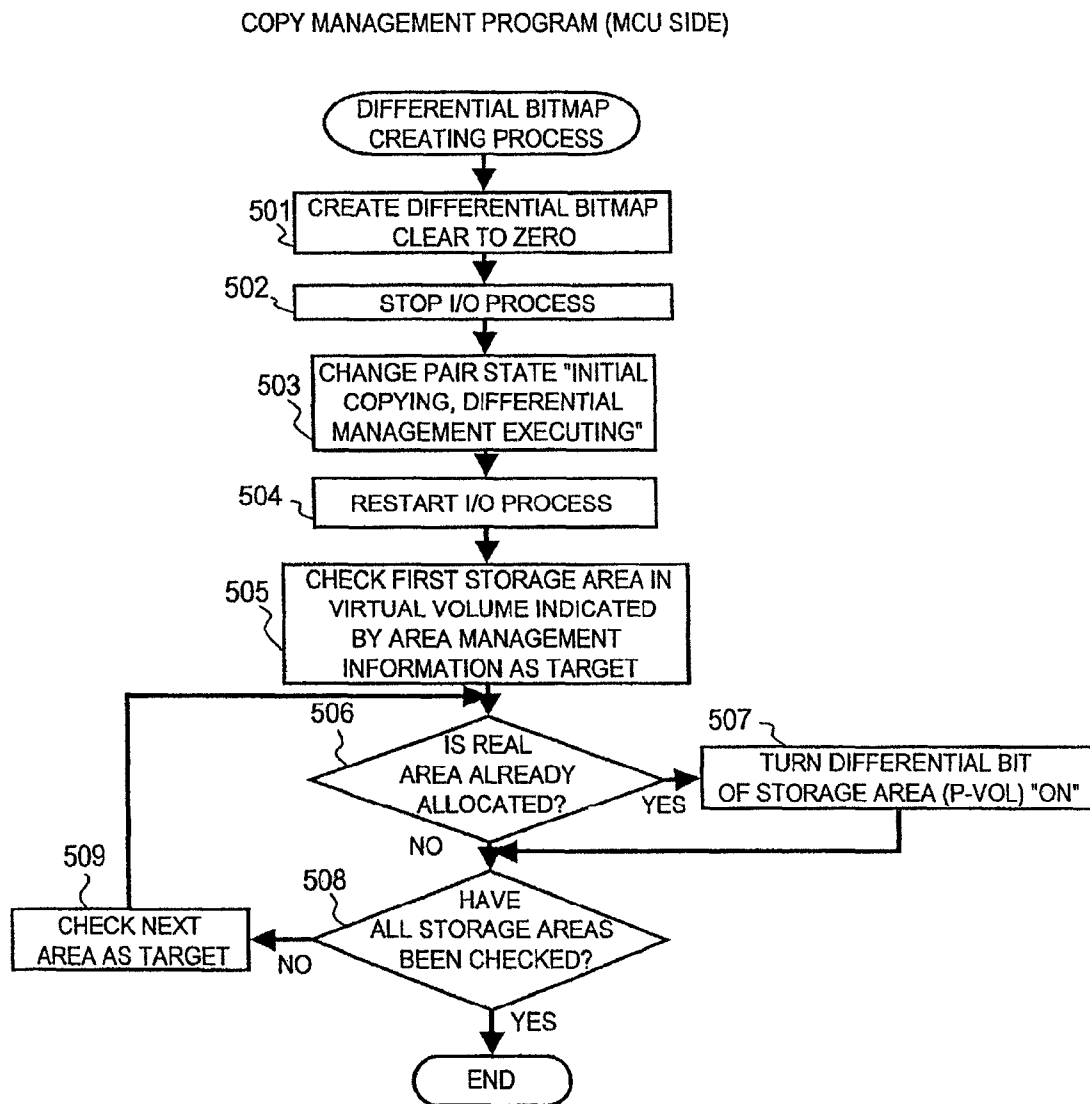 COPY MANAGEMENT PROGRAM (MCU SIDE)
DIFFERENTIAL BITMAP
CREATING PROCESS
501
CREATE DIFFERENTIAL BITMAP
CLEAR TO ZERO
502
STOP I/O PROCESS
503
CHANGE PAIR STATE "INITIAL
COPYING, DIFFERENTIAL
MANAGEMENT EXECUTING"
504
RESTART I/O PROCESS
505
CHECK FIRST STORAGE AREA IN
VIRTUAL VOLUME INDICATED
BY AREA MANAGEMENT
INFORMATION AS TARGET
506
IS REAL
AREA ALREADY
ALLOCATED?
YES
NO
507
TURN DIFFERENTIAL BIT
OF STORAGE AREA (P-VOL) "ON"
508
HAVE
ALL STORAGE AREAS
BEEN CHECKED?
NO
YES
509
CHECK NEXT
AREA AS TARGET
END